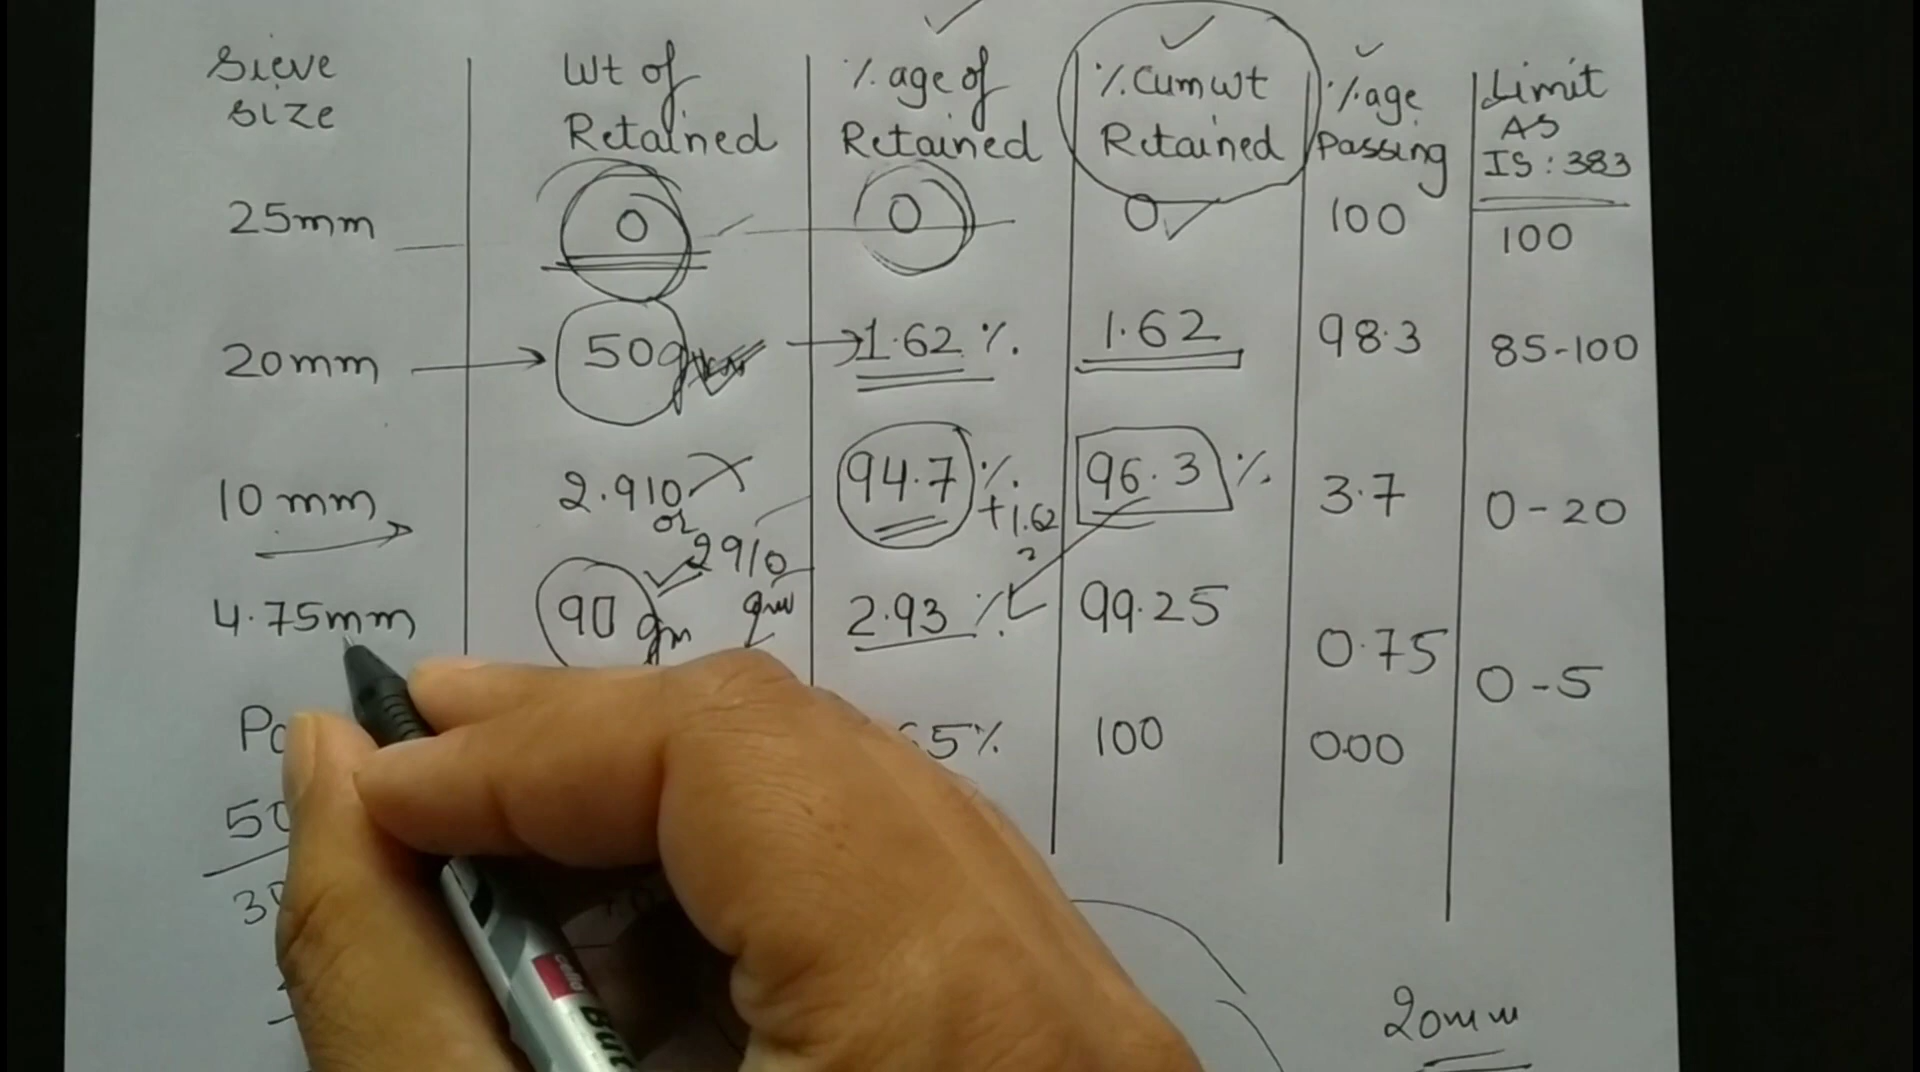 Sieve size | Wt of Retained | % age of Retained | % Cum wt Retained | % age Passing | Limit AS IS : 383
25mm | 0 | 0 | 0 | 100 | 100
20mm | 50gm | 1.62 % | 1.62 | 98.3 | 85-100
10 mm | 2.910 or 2910 gm | 94.7 % + 1.62 | 96.3 % | 3.7 | 0-20
4.75mm | 90 gm | 2.93 % | 99.25 | 0.75 | 0-5
5% | 100 | 0.00
20mm
cello